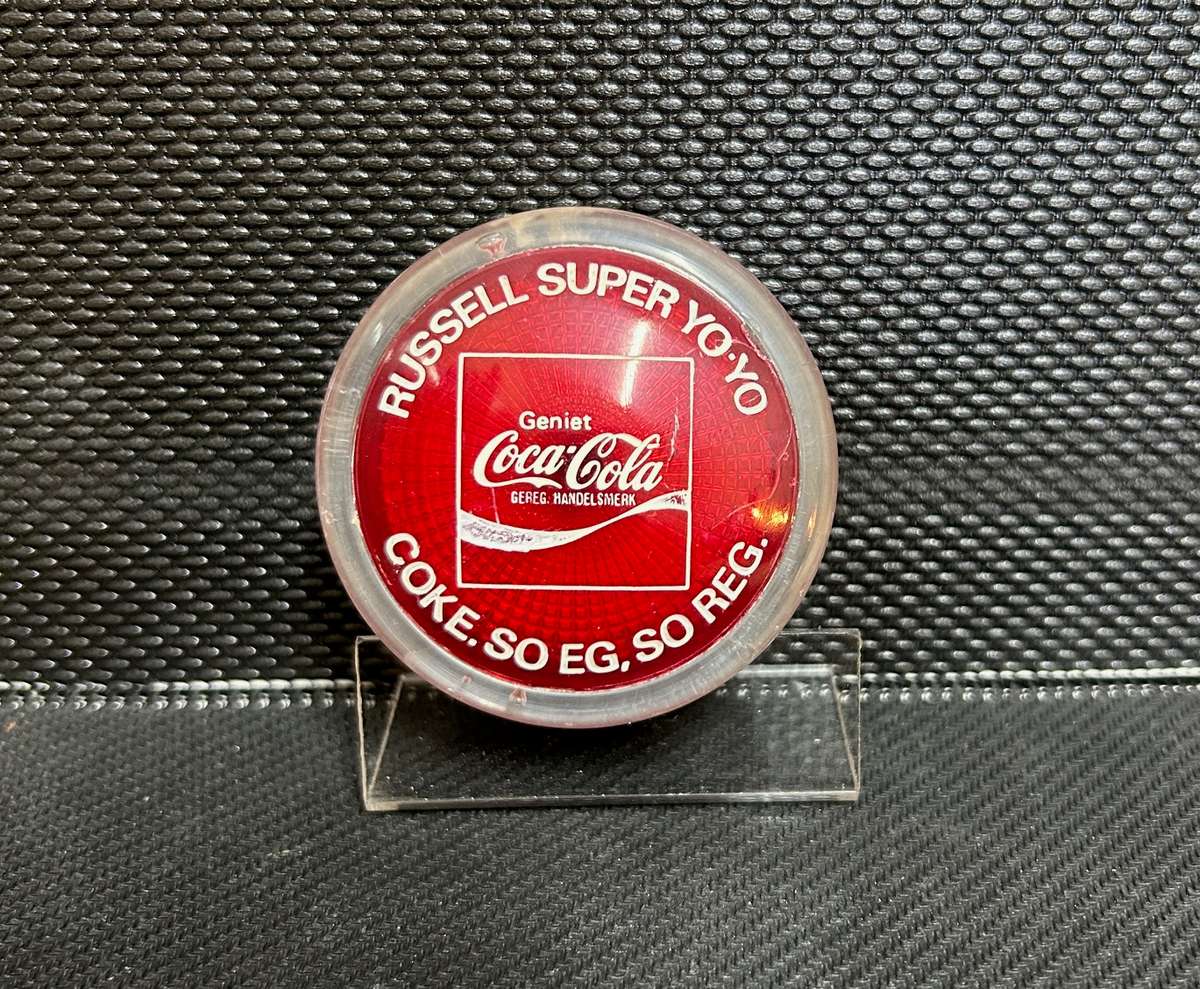 RUSSELL SUPER YO-YO
Geniet
Coca-Cola
GEREG. HANDELSMERK
COKE. SO EG, SO REG.